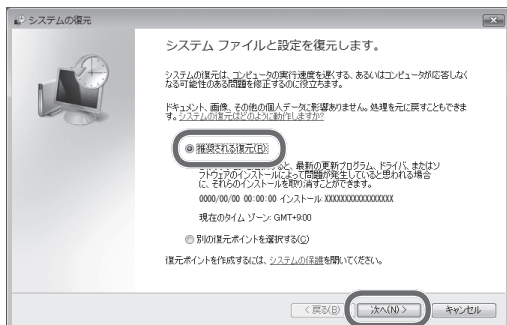 システムの復元
システム ファイルと設定を復元します。
システムの復元は、コンピュータの実行速度を遅くする、あるいはコンピュータが応答しなく
なる可能性のある問題を修正するのに役立ちます。
ドキュメント、画像、その他の個人データに影響ありません。処理を元に戻すこともできま
す。システムの復元はどのように動作しますか?
推奨される復元(R):
と、最新の更新プログラム、ドライバ、またはソ
フトウェアのインストールによって問題が発生していると思われる場合
に、それらのインストールを取り消すことができます。
0000/00/00 00:00:00 インストール: XXXXXXXXXXXXXXXXX
現在のタイム ゾーン: GMT+9:00
別の復元ポイントを選択する(C)
復元ポイントを作成するには、システムの保護を開いてください。
< 戻る(B)
次へ(N) >
キャンセル